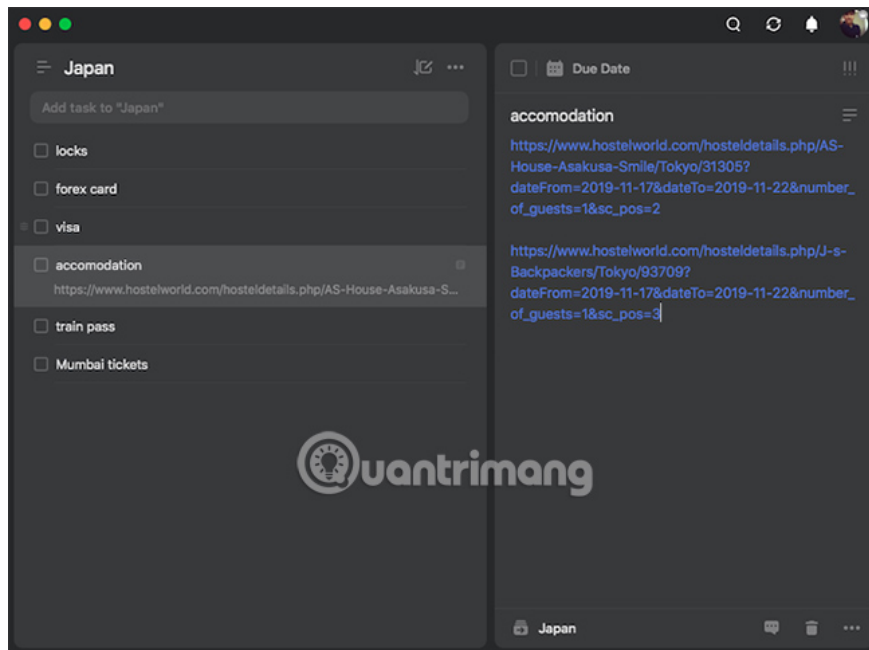 Japan
Add task to "Japan"
locks
forex card
visa
accomodation
https://www.hostelworld.com/hosteldetails.php/AS-House-Asakusa-S...
train pass
Mumbai tickets
Due Date
!!!
accomodation
https://www.hostelworld.com/hosteldetails.php/AS-
House-Asakusa-Smile/Tokyo/31305?
dateFrom=2019-11-17&dateTo=2019-11-22&number_
of_guests=1&sc_pos=2
https://www.hostelworld.com/hosteldetails.php/J-s-
Backpackers/Tokyo/93709?
dateFrom=2019-11-17&dateTo=2019-11-22&number_
of_guests=1&sc_pos=3
Quantrimang
Japan